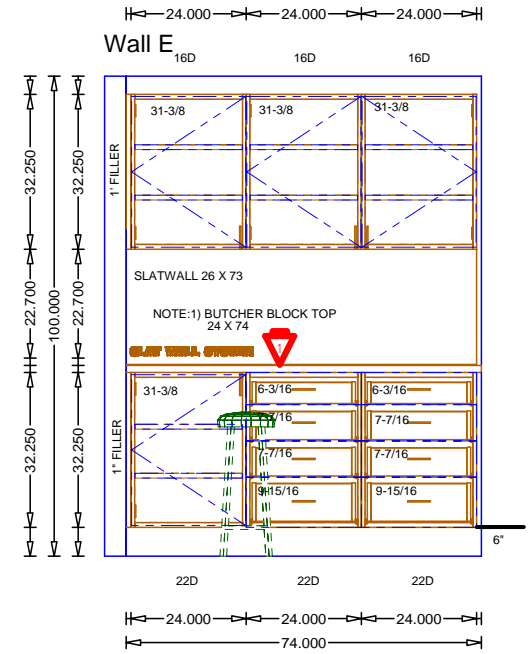 24.000 24.000 24.000
Wall E
16D 16D 16D
31-3/8 31-3/8 31-3/8
1" FILLER
32.250 32.250
100.000
SLATWALL 26 X 73
22.700 22.700
NOTE:1) BUTCHER BLOCK TOP
24 X 74
1
31-3/8 6-3/16 6-3/16
7-7/16 7-7/16
1" FILLER
32.250 32.250
7-7/16 7-7/16
9-15/16 9-15/16
6"
22D 22D 22D
24.000 24.000 24.000
74.000